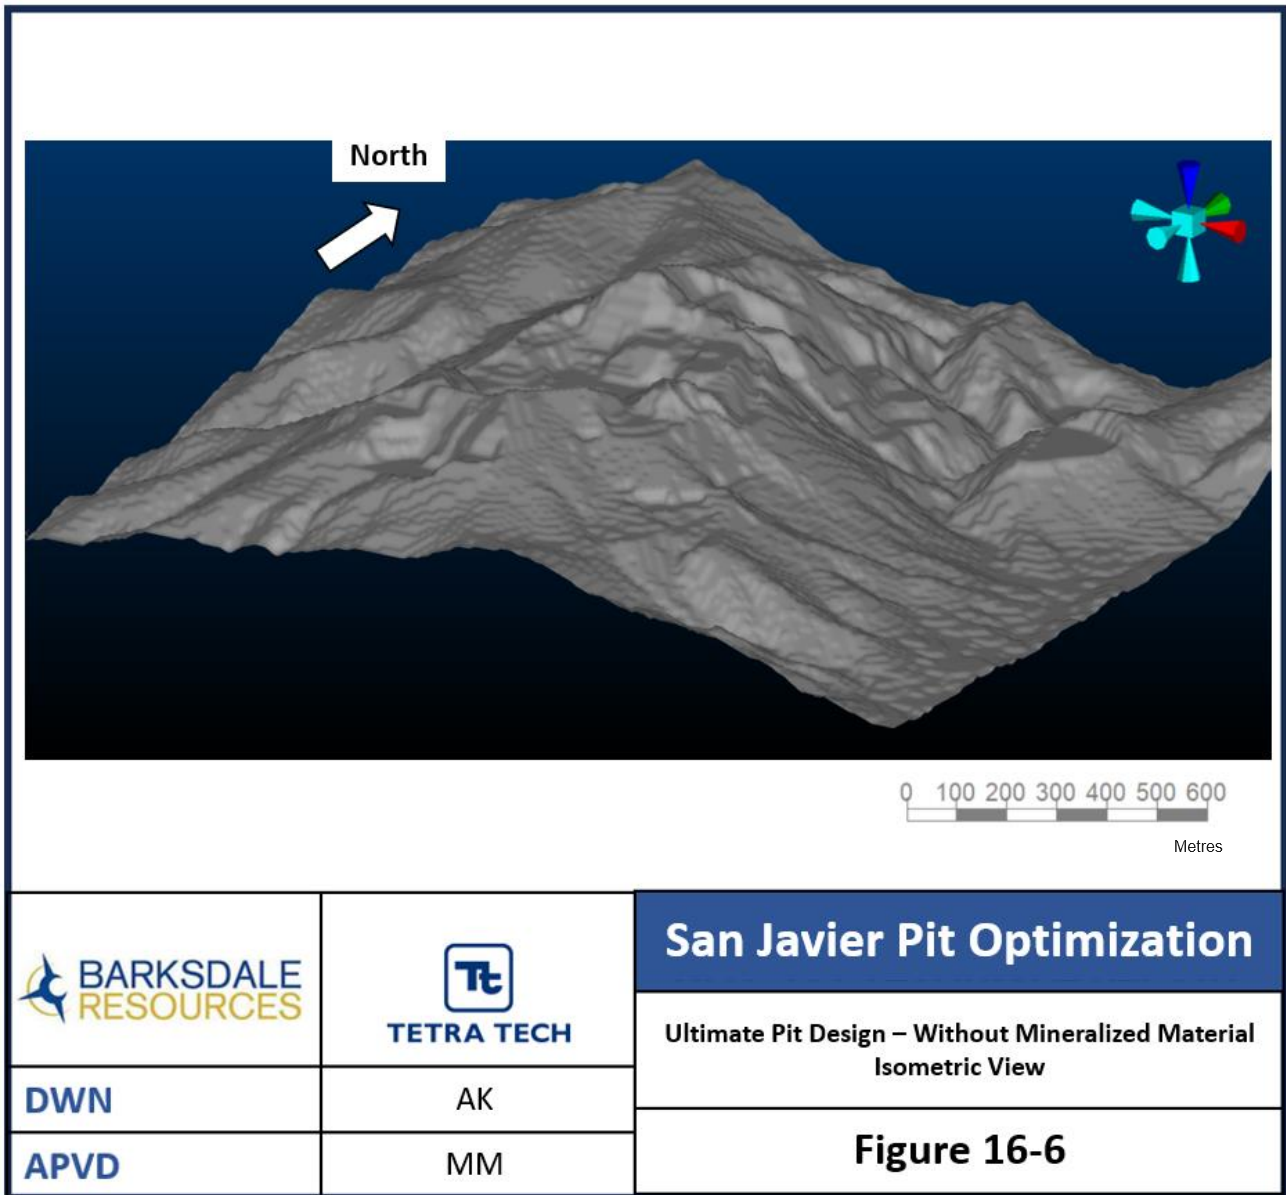 North
0 100 200 300 400 500 600
Metres
BARKSDALE
RESOURCES
Tt
TETRA TECH
San Javier Pit Optimization
Ultimate Pit Design – Without Mineralized Material
Isometric View
DWN
AK
Figure 16-6
APVD
MM